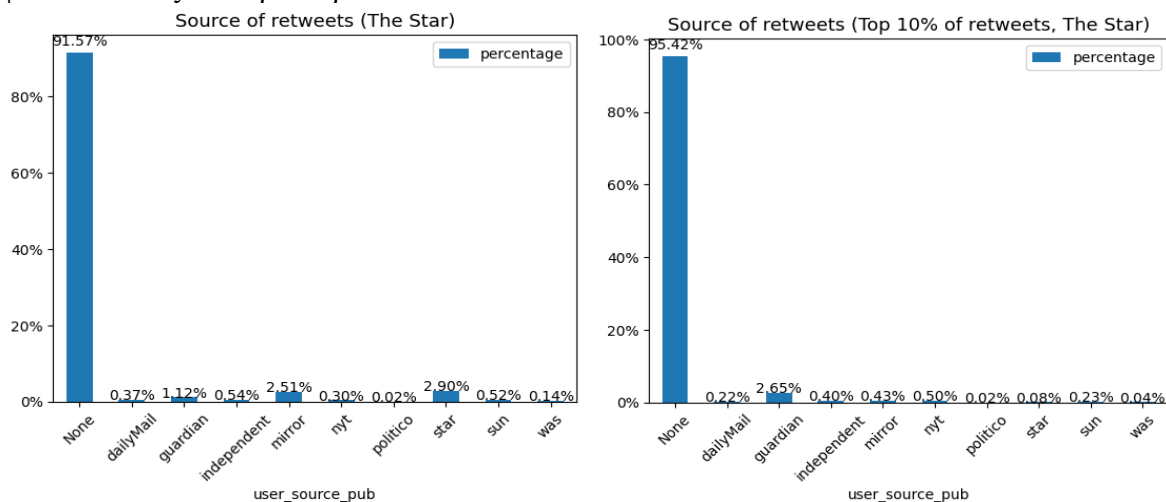 Source of retweets (The Star)
91.57%
percentage
80%
60%
40%
20%
0%
0.37%
1.12%
0.54%
2.51%
0.30%
0.02%
2.90%
0.52%
0.14%
None
dailyMail
guardian
independent
mirror
nyt
politico
star
sun
was
user_source_pub
Source of retweets (Top 10% of retweets, The Star)
100%
95.42%
percentage
80%
60%
40%
20%
0%
0.22%
2.65%
0.40%
0.43%
0.50%
0.02%
0.08%
0.23%
0.04%
None
dailyMail
guardian
independent
mirror
nyt
politico
star
sun
was
user_source_pub